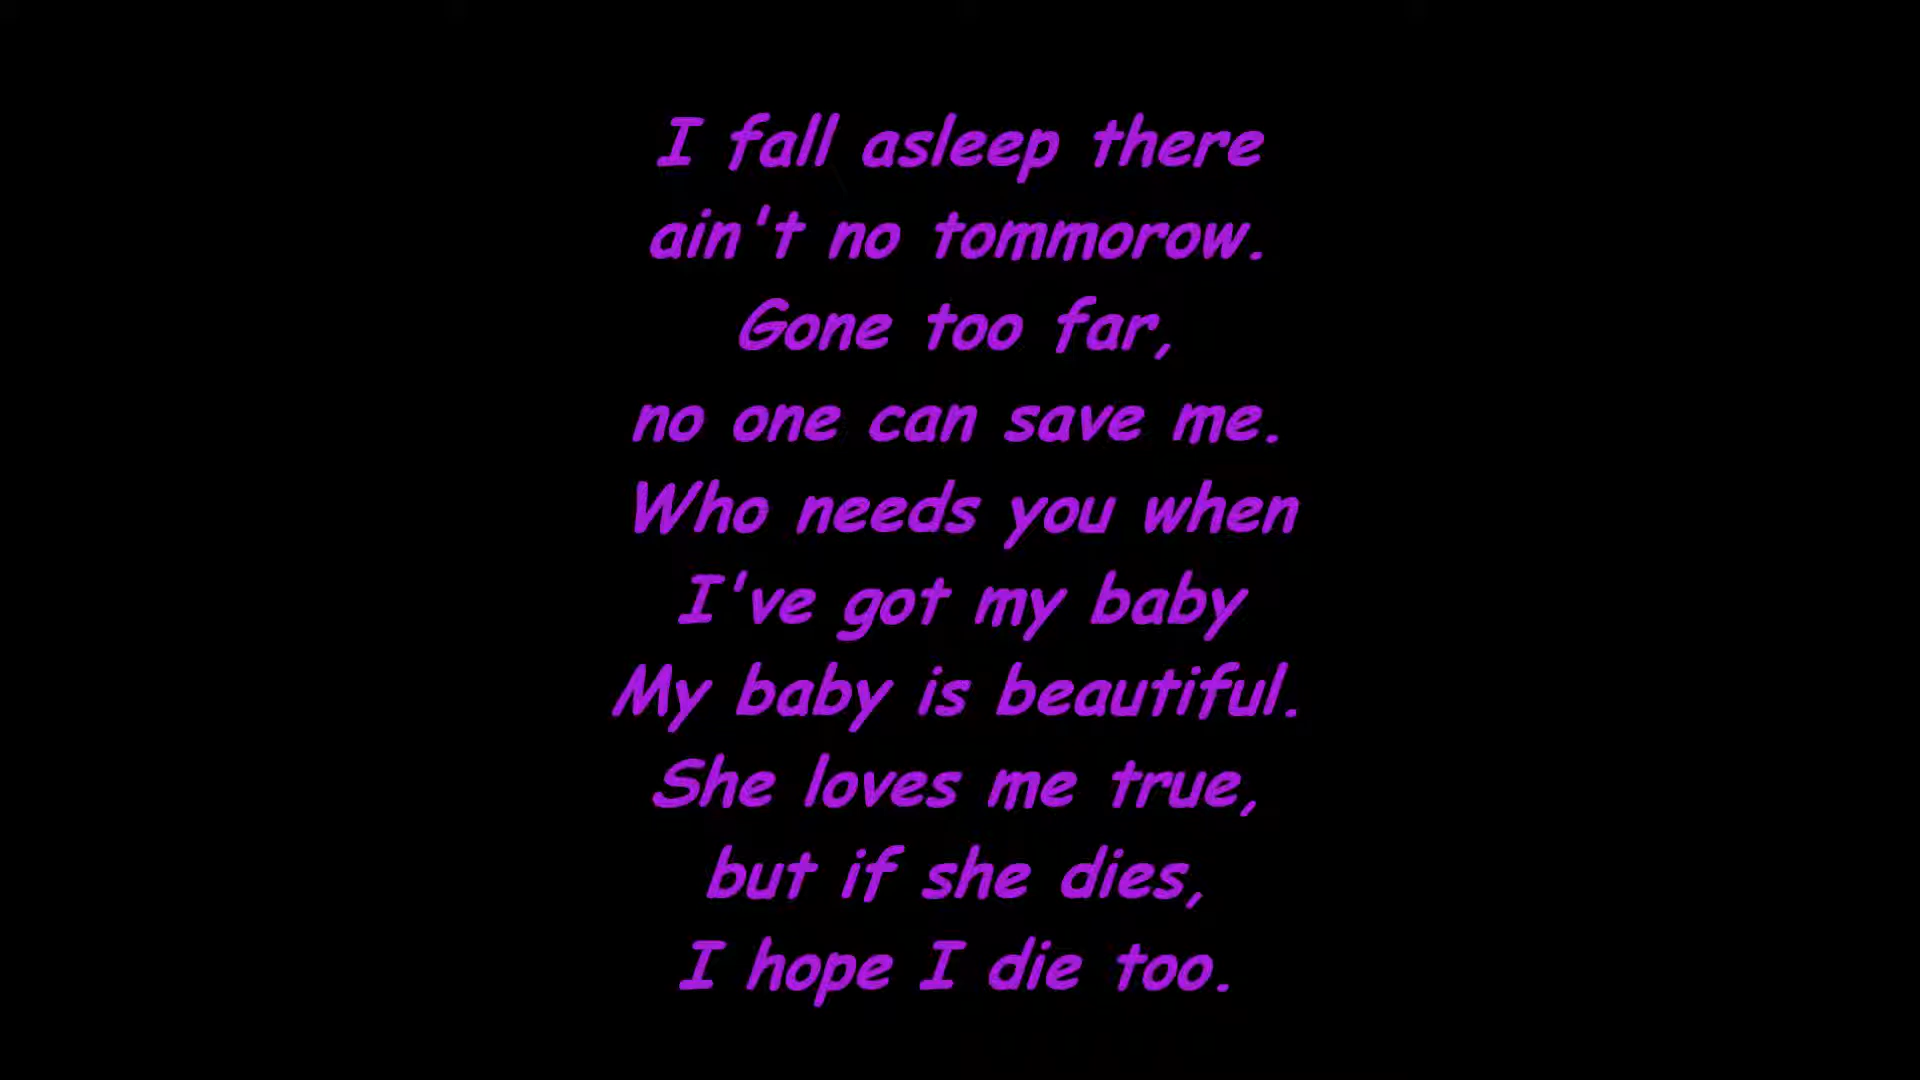 I fall asleep there
ain't no tommorow.
Gone too far,
no one can save me.
Who needs you when
I've got my baby
My baby is beautiful.
She loves me true,
but if she dies,
I hope I die too.